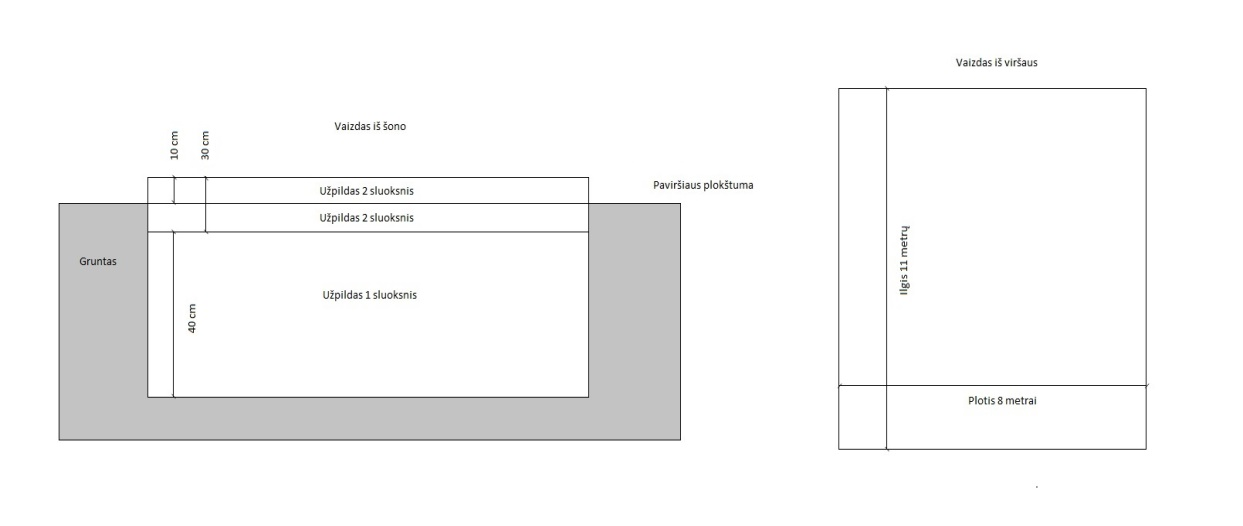 Vaizdas iš viršaus
Vaizdas iš šono
10 cm
30 cm
Užpildas 2 sluoksnis
Paviršiaus plokštuma
Užpildas 2 sluoksnis
Gruntas
Užpildas 1 sluoksnis
40 cm
Ilgis 11 metrų
Plotis 8 metrai